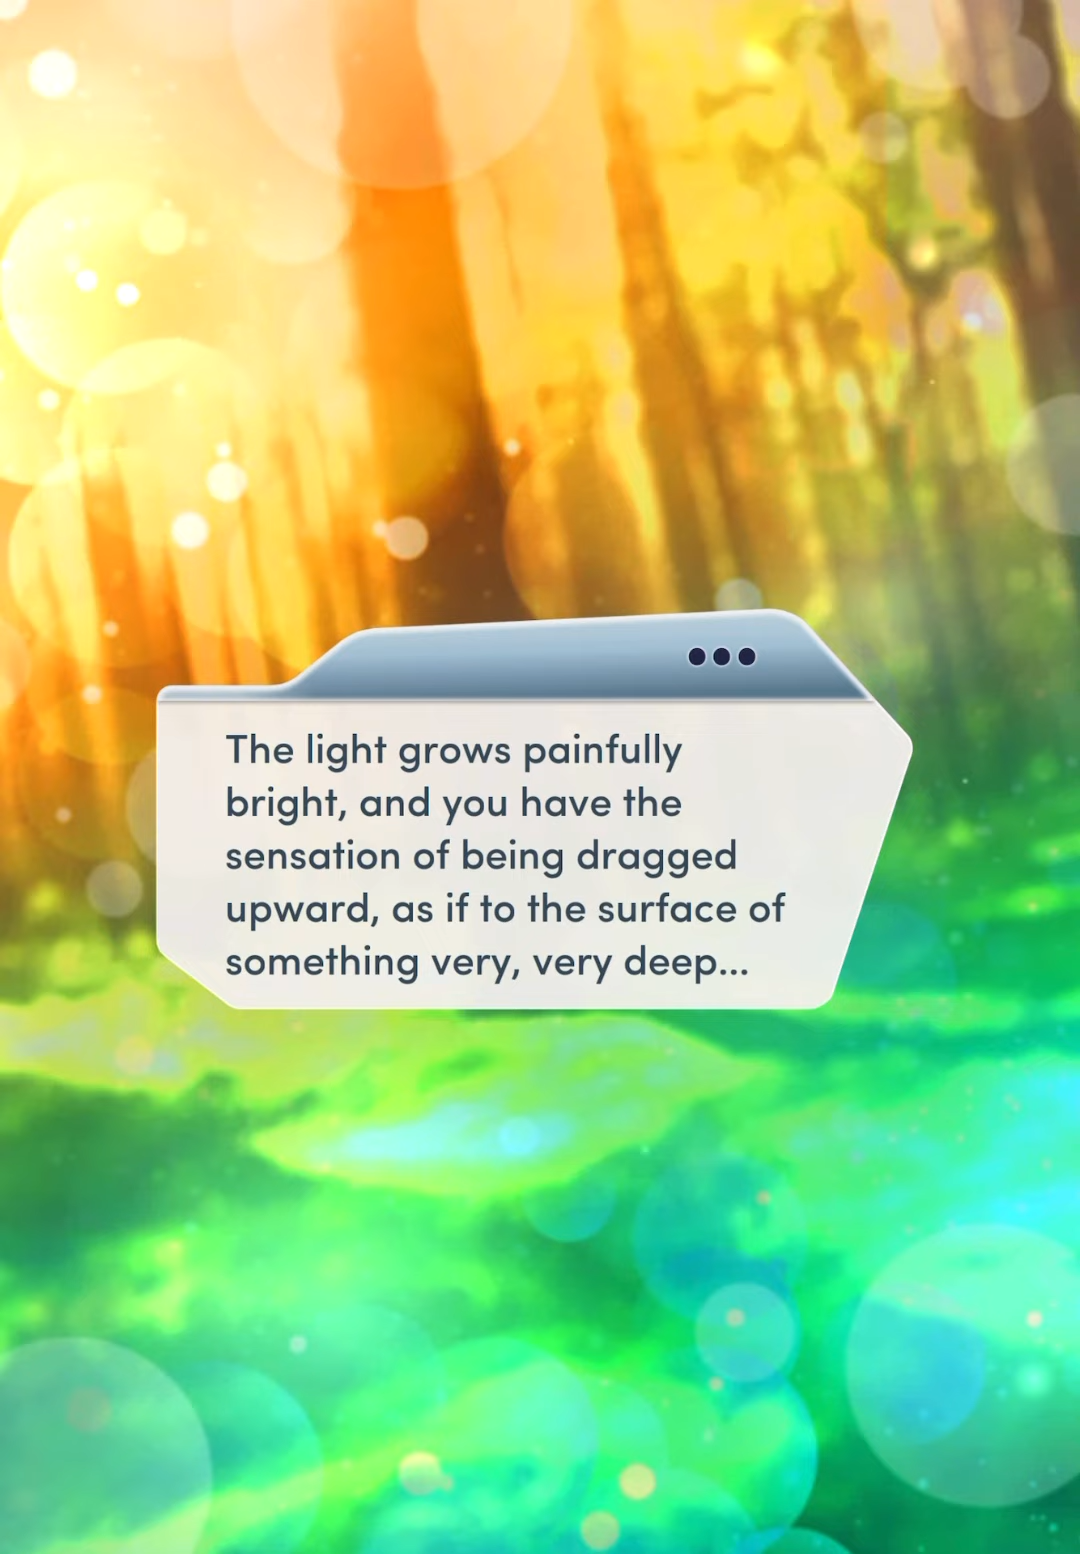 The light grows painfully
bright, and you have the
sensation of being dragged
upward, as if to the surface of
something very, very deep...